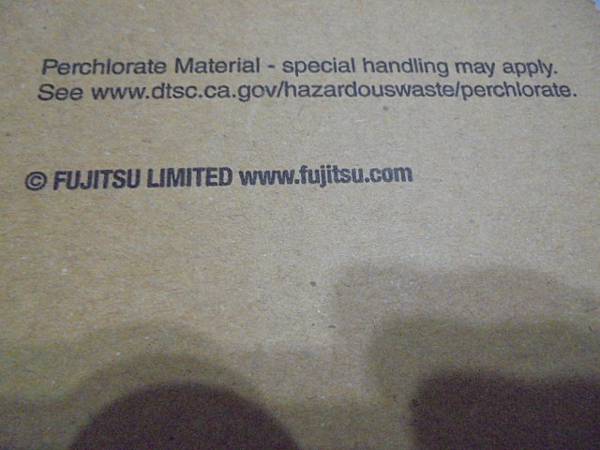 Perchlorate Material - special handling may apply.
See www.dtsc.ca.gov/hazardouswaste/perchlorate.
© FUJITSU LIMITED www.fujitsu.com